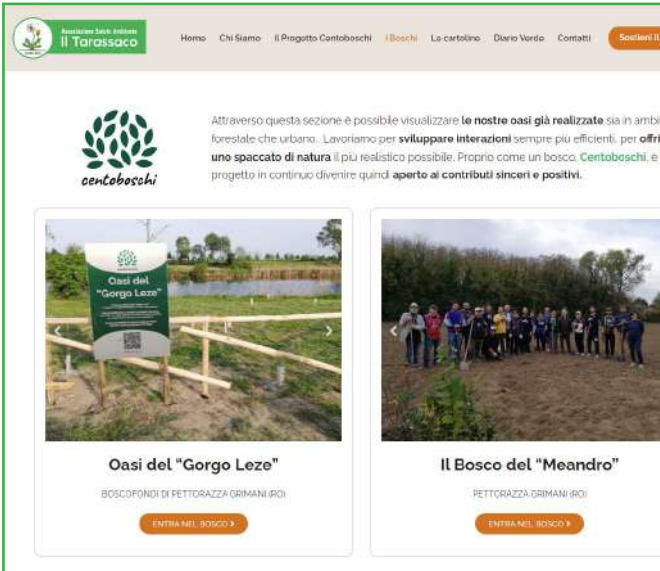 Associazione Salute Ambiente
Il Tarassaco
Home Chi Siamo Il Progetto Centoboschi I Boschi Le cartoline Diario Verde Contatti Sostieni IL
centoboschi
Attraverso questa sezione è possibile visualizzare le nostre oasi già realizzate sia in ambi
forestale che urbano. Lavoriamo per sviluppare interazioni sempre più efficienti, per offri
uno spaccato di natura il più realistico possibile. Proprio come un bosco, Centoboschi, è
progetto in continuo divenire quindi aperto ai contributi sinceri e positivi.
Oasi del
"Gorgo Leze"
Oasi del "Gorgo Leze"
BOSCOFONDI DI PETTORAZZA GRIMANI (RO)
ENTRA NEL BOSCO
Il Bosco del "Meandro"
PETTORAZZA GRIMANI (RO)
ENTRA NEL BOSCO